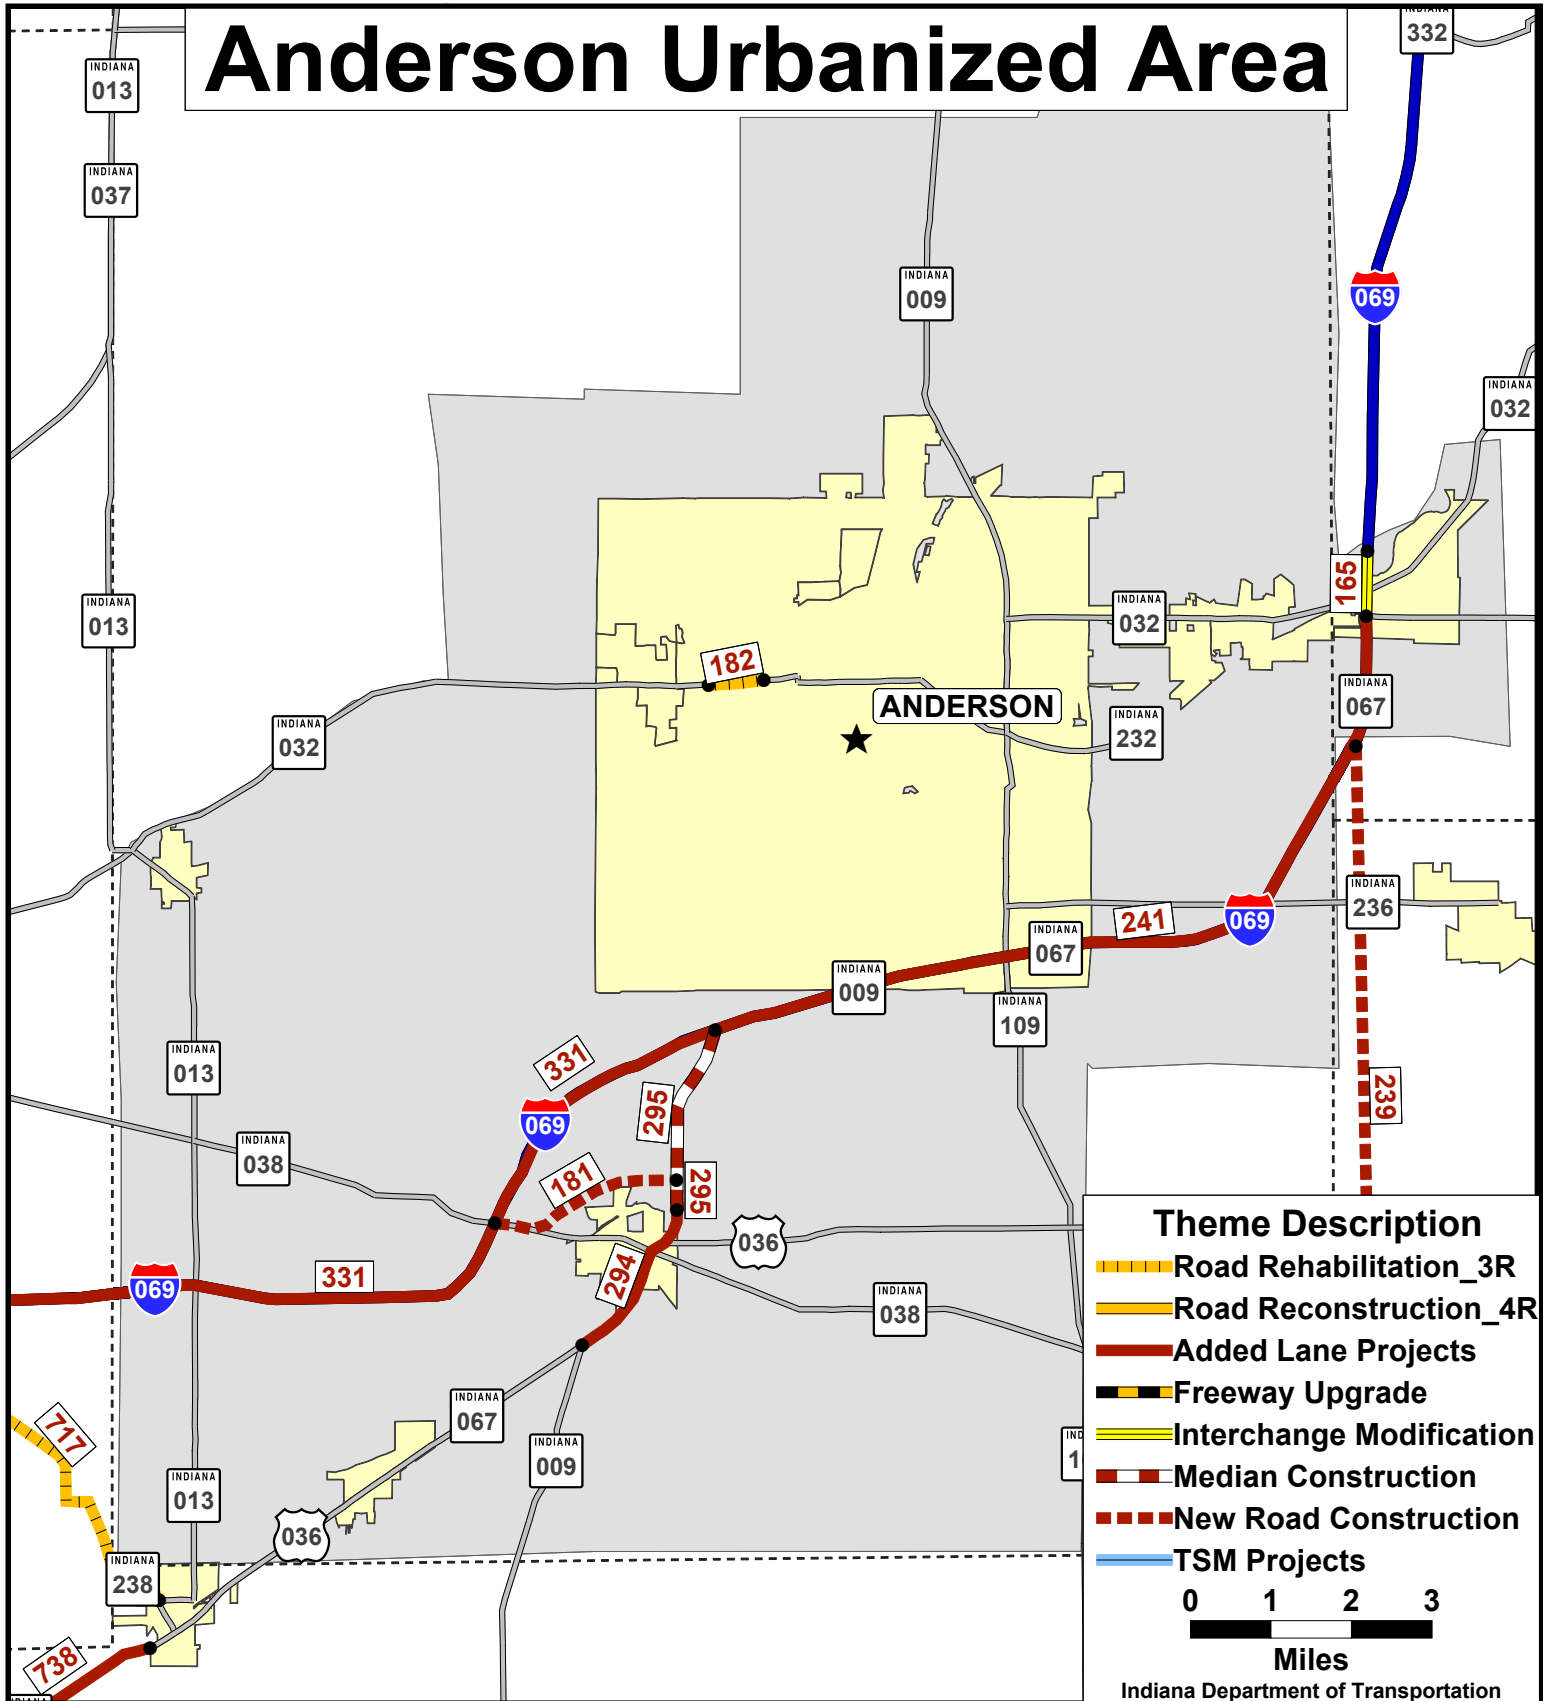 Anderson Urbanized Area
INDIANA
332
INDIANA
013
INDIANA
037
INDIANA
009
069
INDIANA
032
165
INDIANA
013
INDIANA
032
182
ANDERSON
INDIANA
067
INDIANA
232
INDIANA
032
INDIANA
236
241
069
INDIANA
067
INDIANA
009
INDIANA
109
331
INDIANA
013
295
239
069
INDIANA
038
181
295
036
294
331
069
INDIANA
038
INDIANA
067
717
INDIANA
009
IND
1
INDIANA
013
036
INDIANA
238
738
Theme Description
Road Rehabilitation_3R
Road Reconstruction_4R
Added Lane Projects
Freeway Upgrade
Interchange Modification
Median Construction
New Road Construction
TSM Projects
0 1 2 3
Miles
Indiana Department of Transportation